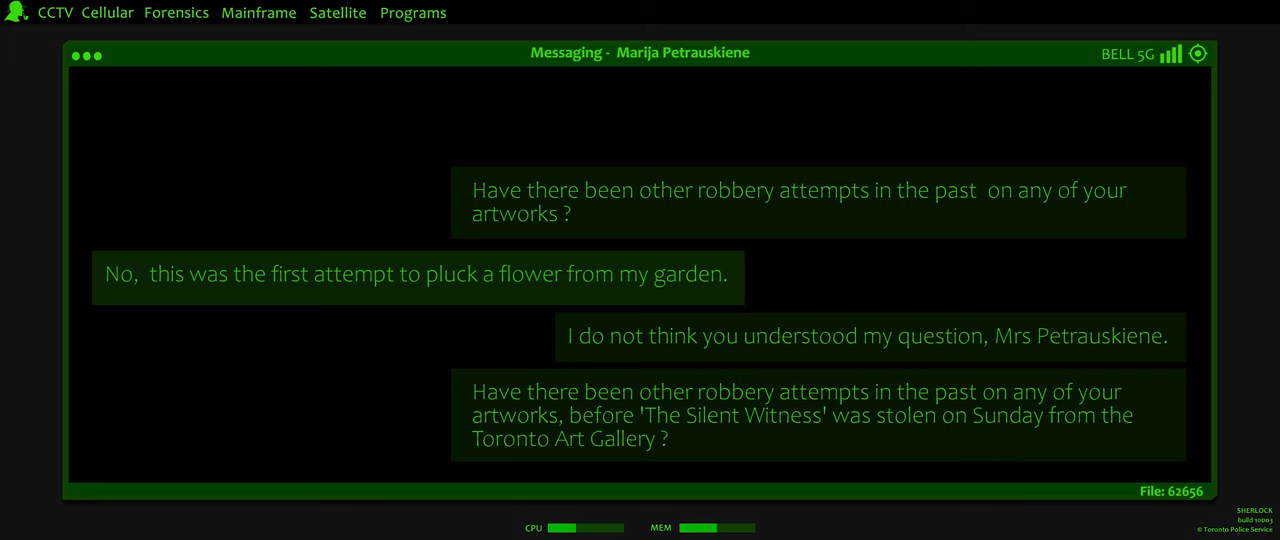 CCTV Cellular Forensics Mainframe Satellite Programs
Messaging - Marija Petrauskiene
BELL 5G
Have there been other robbery attempts in the past on any of your
artworks ?
No, this was the first attempt to pluck a flower from my garden.
I do not think you understood my question, Mrs Petrauskiene.
Have there been other robbery attempts in the past on any of your
artworks, before 'The Silent Witness' was stolen on Sunday from the
Toronto Art Gallery ?
File: 62656
CPU MEM
SHERLOCK
build 10003
© Toronto Police Service